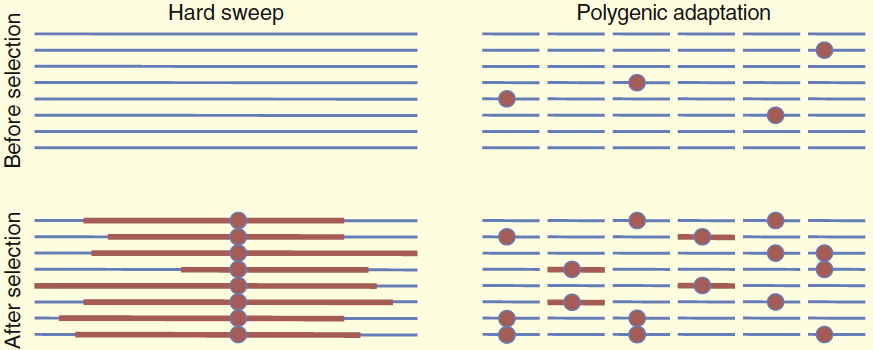 Hard sweep
Polygenic adaptation
Before selection
After selection